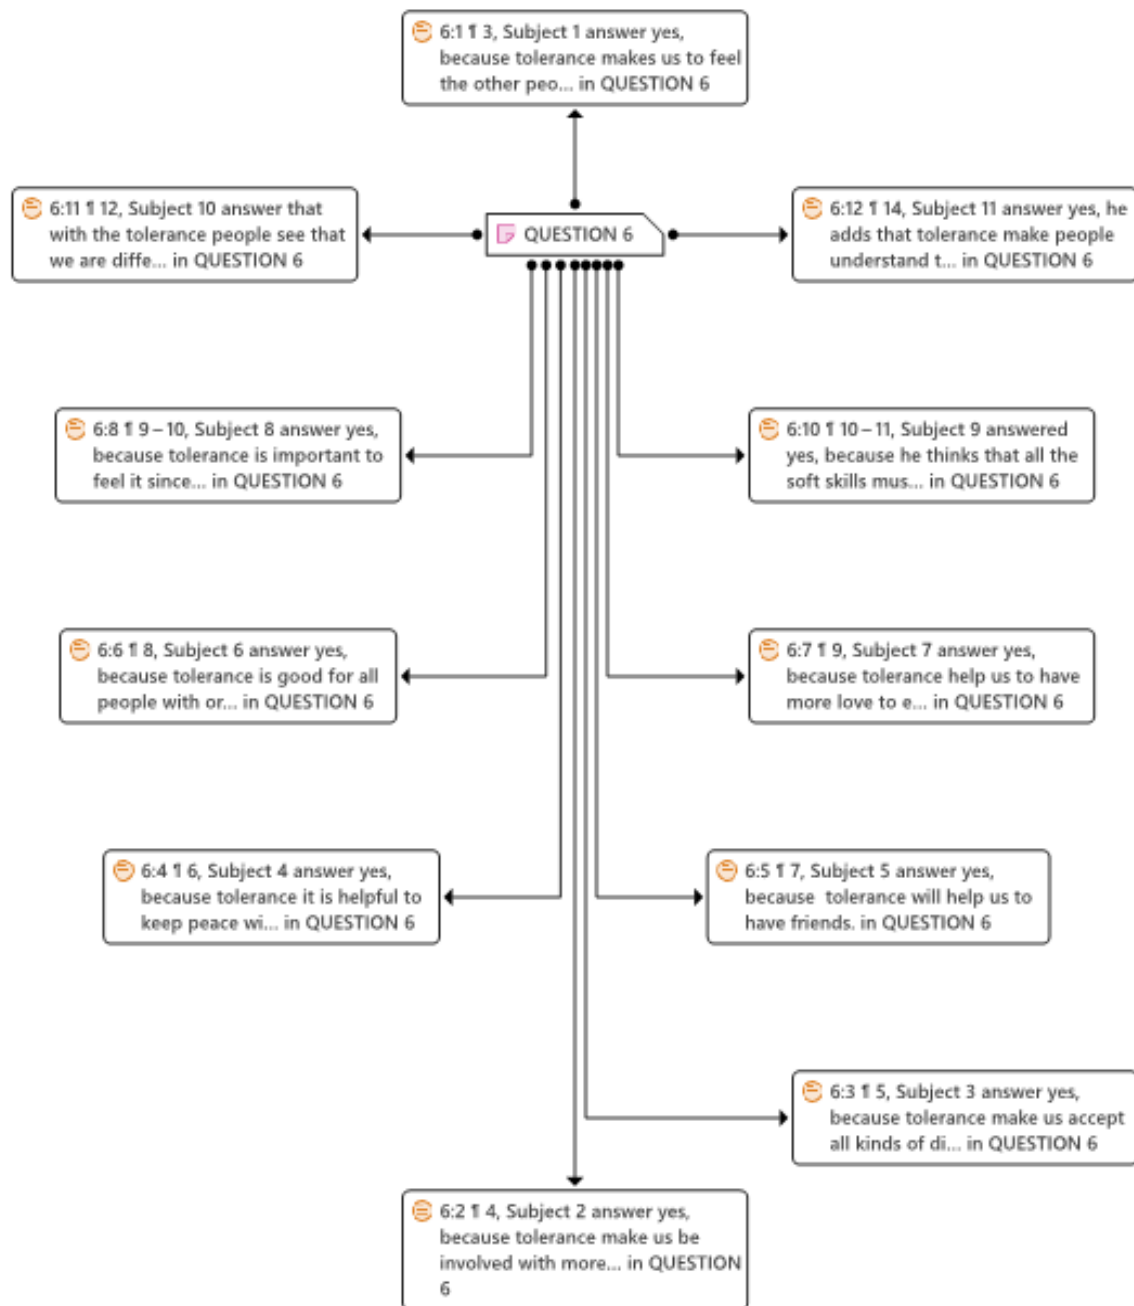 6:1 ¶ 3, Subject 1 answer yes,
because tolerance makes us to feel
the other peo... in QUESTION 6
6:11 ¶ 12, Subject 10 answer that
with the tolerance people see that
we are diffe... in QUESTION 6
QUESTION 6
6:12 ¶ 14, Subject 11 answer yes, he
adds that tolerance make people
understand t... in QUESTION 6
6:8 ¶ 9 – 10, Subject 8 answer yes,
because tolerance is important to
feel it since... in QUESTION 6
6:10 ¶ 10 – 11, Subject 9 answered
yes, because he thinks that all the
soft skills mus... in QUESTION 6
6:6 ¶ 8, Subject 6 answer yes,
because tolerance is good for all
people with or... in QUESTION 6
6:7 ¶ 9, Subject 7 answer yes,
because tolerance help us to have
more love to e... in QUESTION 6
6:4 ¶ 6, Subject 4 answer yes,
because tolerance it is helpful to
keep peace wi... in QUESTION 6
6:5 ¶ 7, Subject 5 answer yes,
because  tolerance will help us to
have friends. in QUESTION 6
6:3 ¶ 5, Subject 3 answer yes,
because tolerance make us accept
all kinds of di... in QUESTION 6
6:2 ¶ 4, Subject 2 answer yes,
because tolerance make us be
involved with more... in QUESTION
6